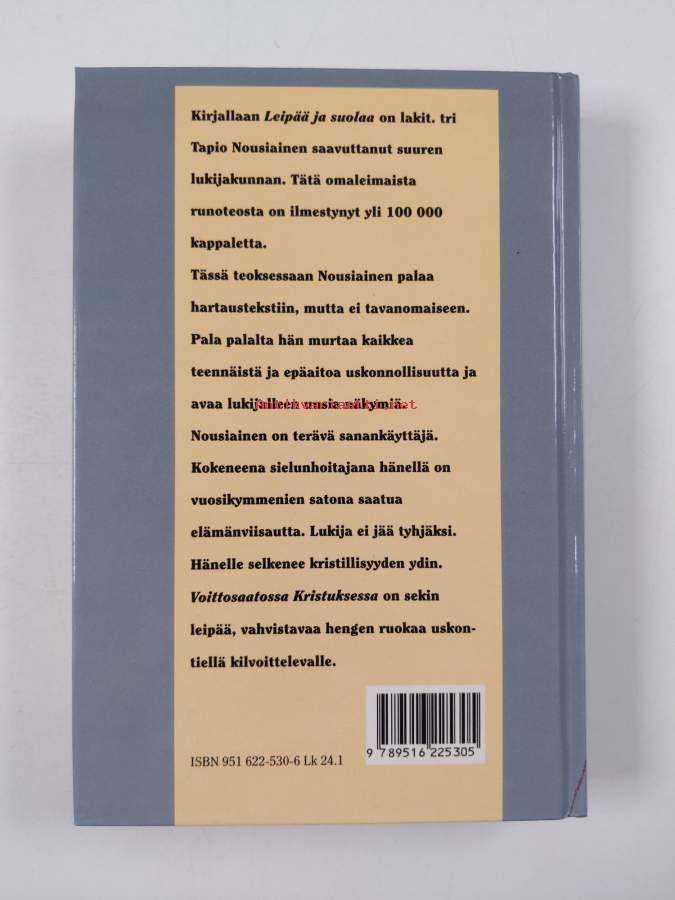 Kirjallaan Leipää ja suolaa on lakit. tri
Tapio Nousiainen saavuttanut suuren
lukijakunnan. Tätä omaleimaista
runoteosta on ilmestynyt yli 100 000
kappaletta.
Tässä teoksessaan Nousiainen palaa
hartaustekstiin, mutta ei tavanomaiseen.
Pala palalta hän murtaa kaikkea
teennäistä ja epäaitoa uskonnollisuutta ja
avaa lukijalleen uusia näkymiä.
Nousiainen on terävä sanankäyttäjä.
Kokeneena sielunhoitajana hänellä on
vuosikymmenien satona saatua
elämänviisautta. Lukija ei jää tyhjäksi.
Hänelle selkenee kristillisyyden ydin.
Voittosaatossa Kristuksessa on sekin
leipää, vahvistavaa hengen ruokaa uskon-
tiellä kilvoittelevalle.
ISBN 951 622-530-6 Lk 24.1
9 789516 225305